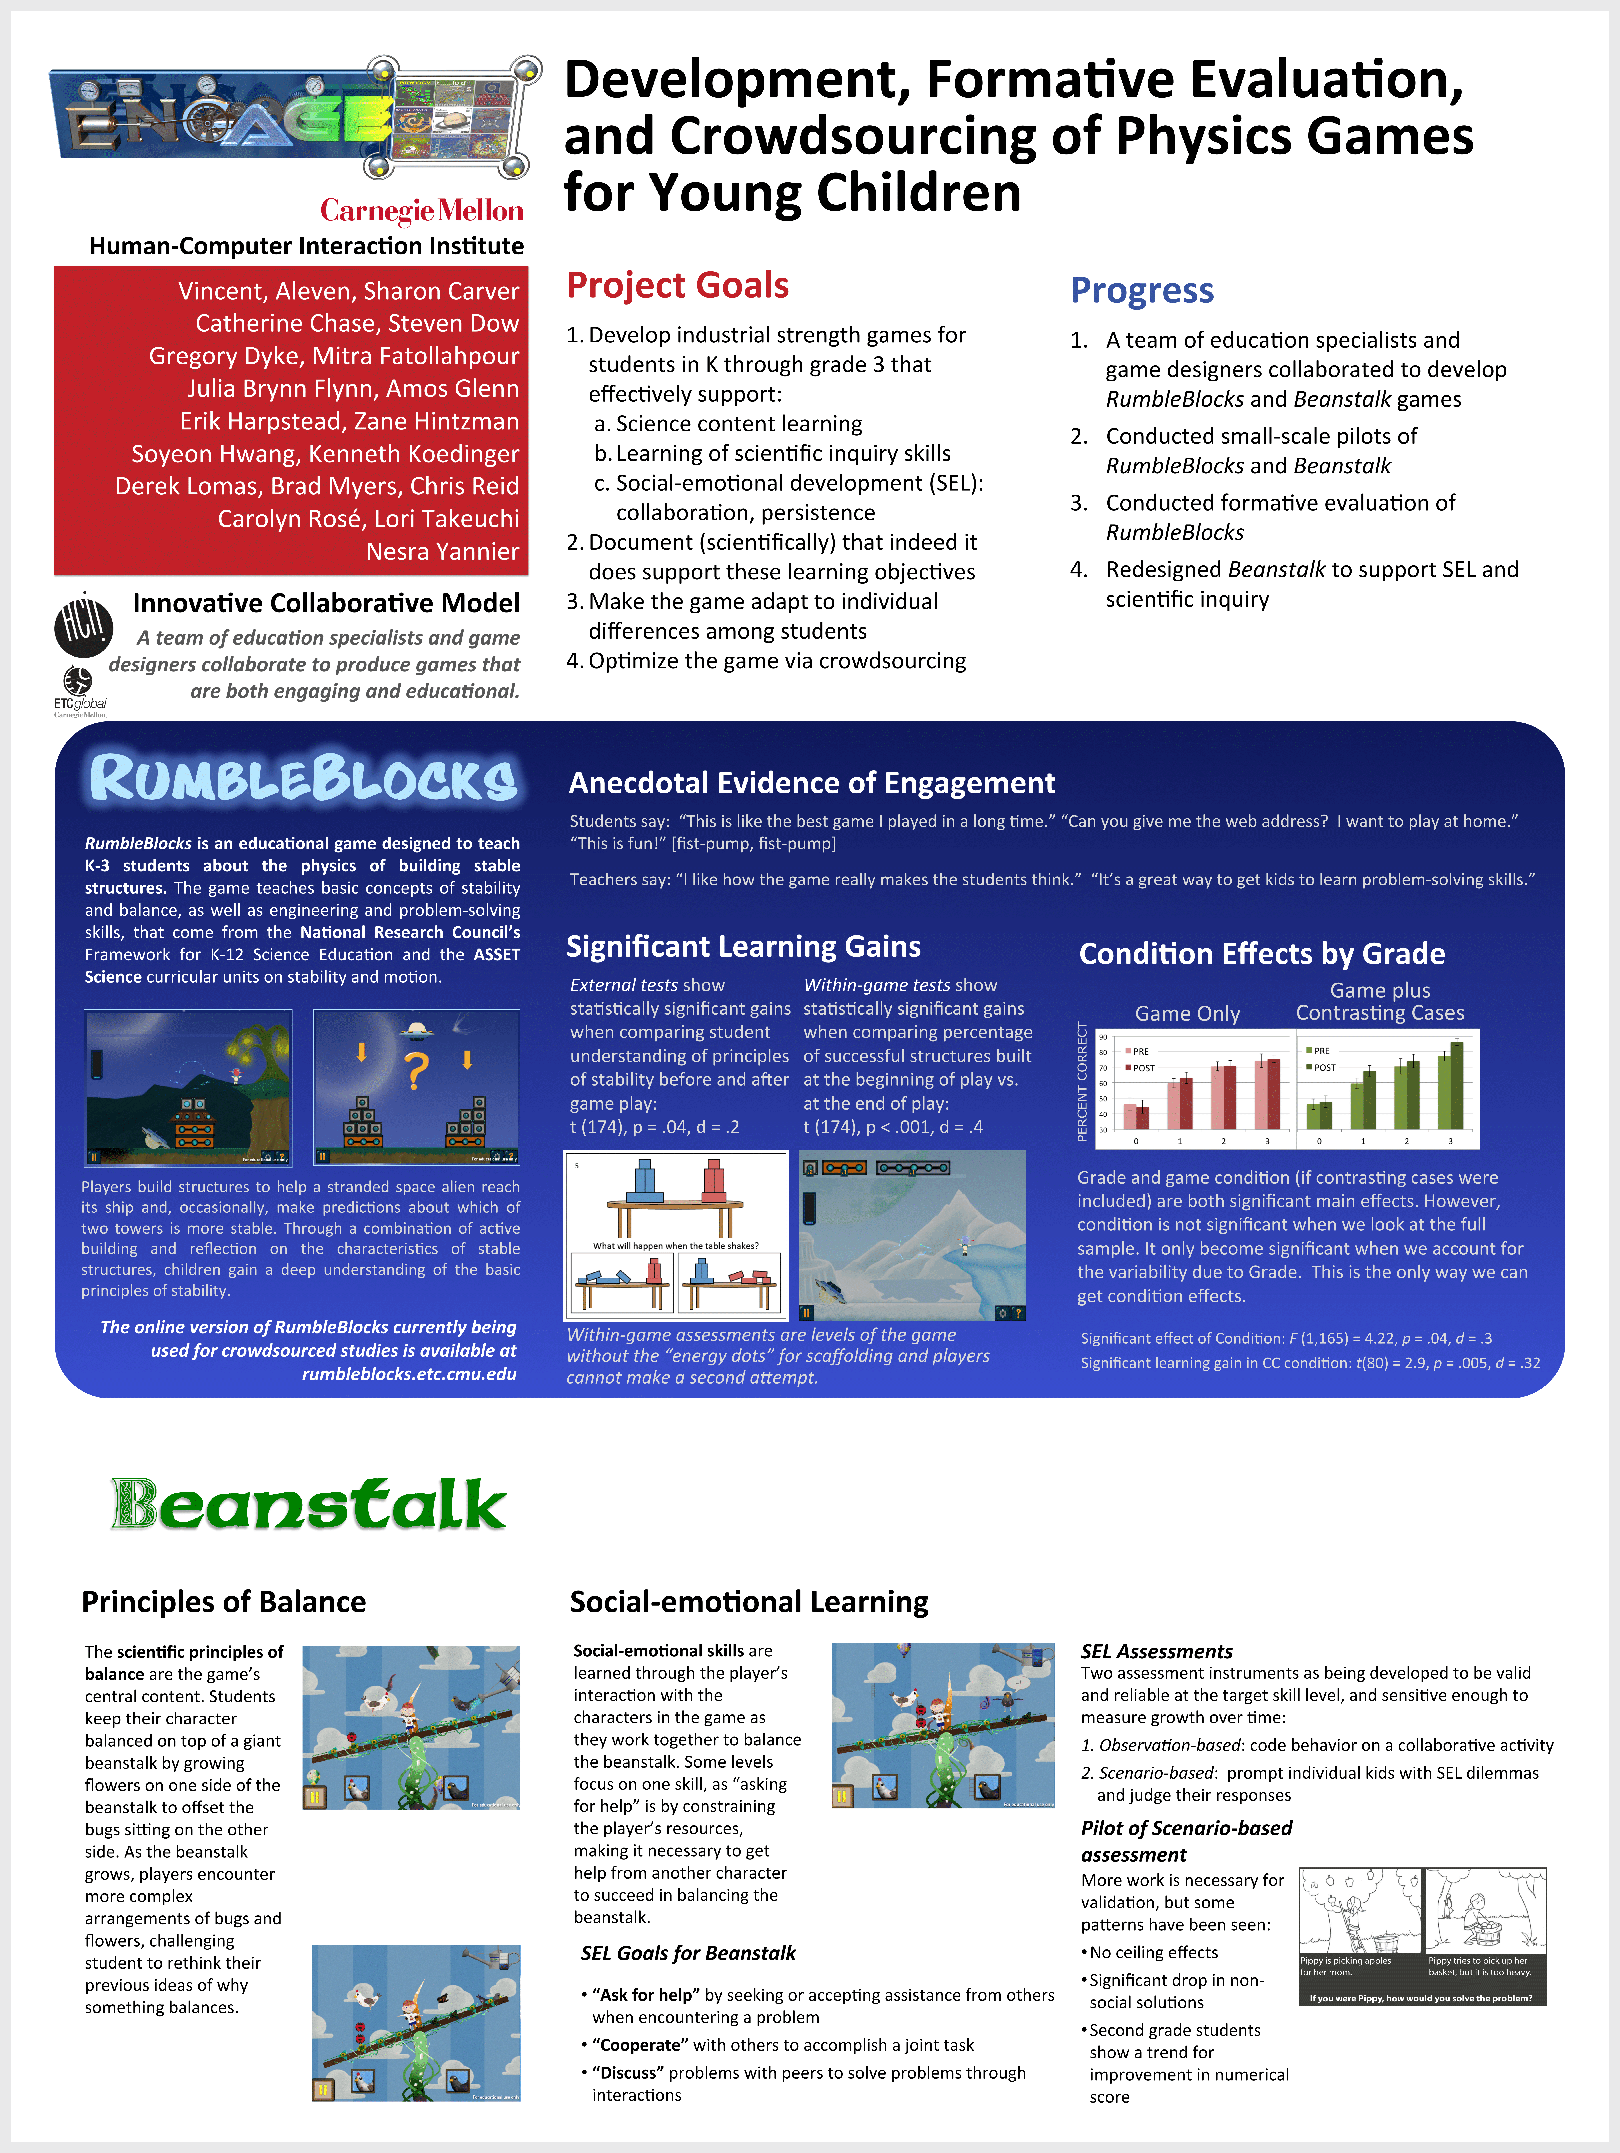 ENGAGE
Development, Formative Evaluation,
and Crowdsourcing of Physics Games
for Young Children
Carnegie Mellon
Human-Computer Interaction Institute
Vincent, Aleven, Sharon Carver
Catherine Chase, Steven Dow
Gregory Dyke, Mitra Fatollahpour
Julia Brynn Flynn, Amos Glenn
Erik Harpstead, Zane Hintzman
Soyeon Hwang, Kenneth Koedinger
Derek Lomas, Brad Myers, Chris Reid
Carolyn Rosé, Lori Takeuchi
Nesra Yannier
HCII
ETCglobal
Carnegie Mellon
Innovative Collaborative Model
A team of education specialists and game
designers collaborate to produce games that
are both engaging and educational.
Project Goals
1. Develop industrial strength games for
students in K through grade 3 that
effectively support:
a. Science content learning
b. Learning of scientific inquiry skills
c. Social-emotional development (SEL):
collaboration, persistence
2. Document (scientifically) that indeed it
does support these learning objectives
3. Make the game adapt to individual
differences among students
4. Optimize the game via crowdsourcing
Progress
1. A team of education specialists and
game designers collaborated to develop
RumbleBlocks and Beanstalk games
2. Conducted small-scale pilots of
RumbleBlocks and Beanstalk
3. Conducted formative evaluation of
RumbleBlocks
4. Redesigned Beanstalk to support SEL and
scientific inquiry
RUMBLEBLOCKS
RumbleBlocks is an educational game designed to teach
K-3 students about the physics of building stable
structures. The game teaches basic concepts of stability
and balance, as well as engineering and problem-solving
skills, that come from the National Research Council's
Framework for K-12 Science Education and the ASSET
Science curricular units on stability and motion.
For educational use only
?
For educational use only
Players build structures to help a stranded space alien reach
its ship and, occasionally, make predictions about which of
two towers is more stable. Through a combination of active
building and reflection on the characteristics of stable
structures, children gain a deep understanding of the basic
principles of stability.
The online version of RumbleBlocks currently being
used for crowdsourced studies is available at
rumbleblocks.etc.cmu.edu
Anecdotal Evidence of Engagement
Students say: “This is like the best game I played in a long time.” “Can you give me the web address? I want to play at home.”
“This is fun!” [fist-pump, fist-pump]
Teachers say: “I like how the game really makes the students think.” “It’s a great way to get kids to learn problem-solving skills.”
Significant Learning Gains
External tests show
statistically significant gains
when comparing student
understanding of principles
of stability before and after
game play:
t (174), p = .04, d = .2
Within-game tests show
statistically significant gains
when comparing percentage
of successful structures built
at the beginning of play vs.
at the end of play:
t (174), p < .001, d = .4
5
What will happen when the table shakes?
?
Within-game assessments are levels of the game
without the “energy dots” for scaffolding and players
cannot make a second attempt.
Condition Effects by Grade
Game Only
Game plus
Contrasting Cases
PERCENT CORRECT
90
80
70
60
50
40
30
PRE
POST
0 1 2 3
PRE
POST
0 1 2 3
Grade and game condition (if contrasting cases were
included) are both significant main effects. However,
condition is not significant when we look at the full
sample. It only become significant when we account for
the variability due to Grade. This is the only way we can
get condition effects.
Significant effect of Condition: F (1,165) = 4.22, p = .04, d = .3
Significant learning gain in CC condition: t(80) = 2.9, p = .005, d = .32
Beanstalk
Principles of Balance
The scientific principles of
balance are the game’s
central content. Students
keep their character
balanced on top of a giant
beanstalk by growing
flowers on one side of the
beanstalk to offset the
bugs sitting on the other
side. As the beanstalk
grows, players encounter
more complex
arrangements of bugs and
flowers, challenging
student to rethink their
previous ideas of why
something balances.
For educational use only
For educational use only
Social-emotional Learning
Social-emotional skills are
learned through the player’s
interaction with the
characters in the game as
they work together to balance
the beanstalk. Some levels
focus on one skill, as “asking
for help” is by constraining
the player’s resources,
making it necessary to get
help from another character
to succeed in balancing the
beanstalk.
For educational use only
SEL Goals for Beanstalk
• “Ask for help” by seeking or accepting assistance from others
when encountering a problem
• “Cooperate” with others to accomplish a joint task
• “Discuss” problems with peers to solve problems through
interactions
SEL Assessments
Two assessment instruments as being developed to be valid
and reliable at the target skill level, and sensitive enough to
measure growth over time:
1. Observation-based: code behavior on a collaborative activity
2. Scenario-based: prompt individual kids with SEL dilemmas
and judge their responses
Pilot of Scenario-based
assessment
More work is necessary for
validation, but some
patterns have been seen:
• No ceiling effects
• Significant drop in non-
social solutions
• Second grade students
show a trend for
improvement in numerical
score
Pippy is picking apples
for her mom.
Pippy tries to pick up her
basket, but it is too heavy.
If you were Pippy, how would you solve the problem?